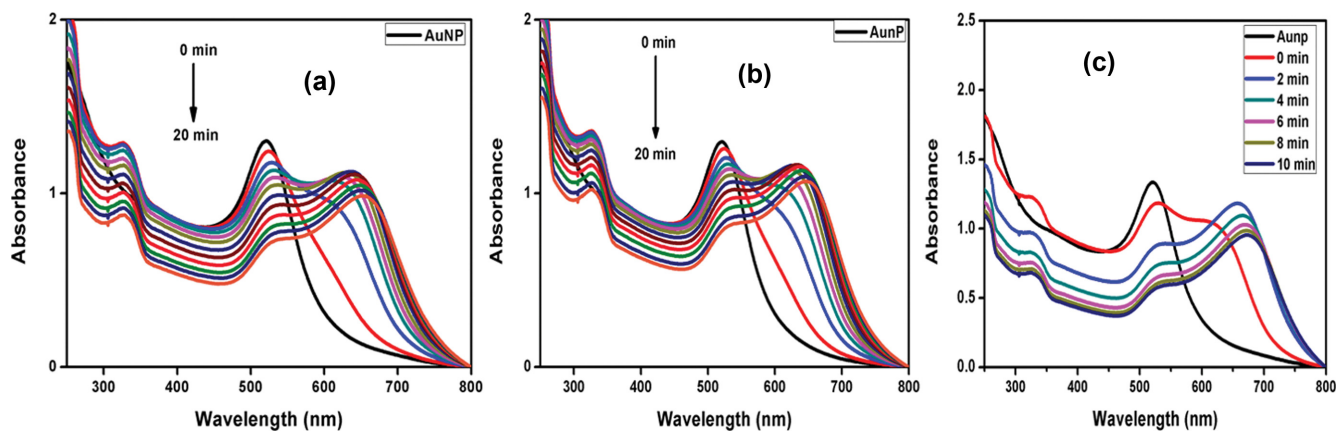 2
1
0
Absorbance
300 400 500 600 700 800
Wavelength (nm)
0 min
20 min
(a)
AuNP
2
1
0
Absorbance
300 400 500 600 700 800
Wavelength (nm)
0 min
20 min
(b)
AunP
2.5
2.0
1.5
1.0
0.5
0.0
Absorbance
300 400 500 600 700 800
Wavelength (nm)
(c)
Aunp
0 min
2 min
4 min
6 min
8 min
10 min